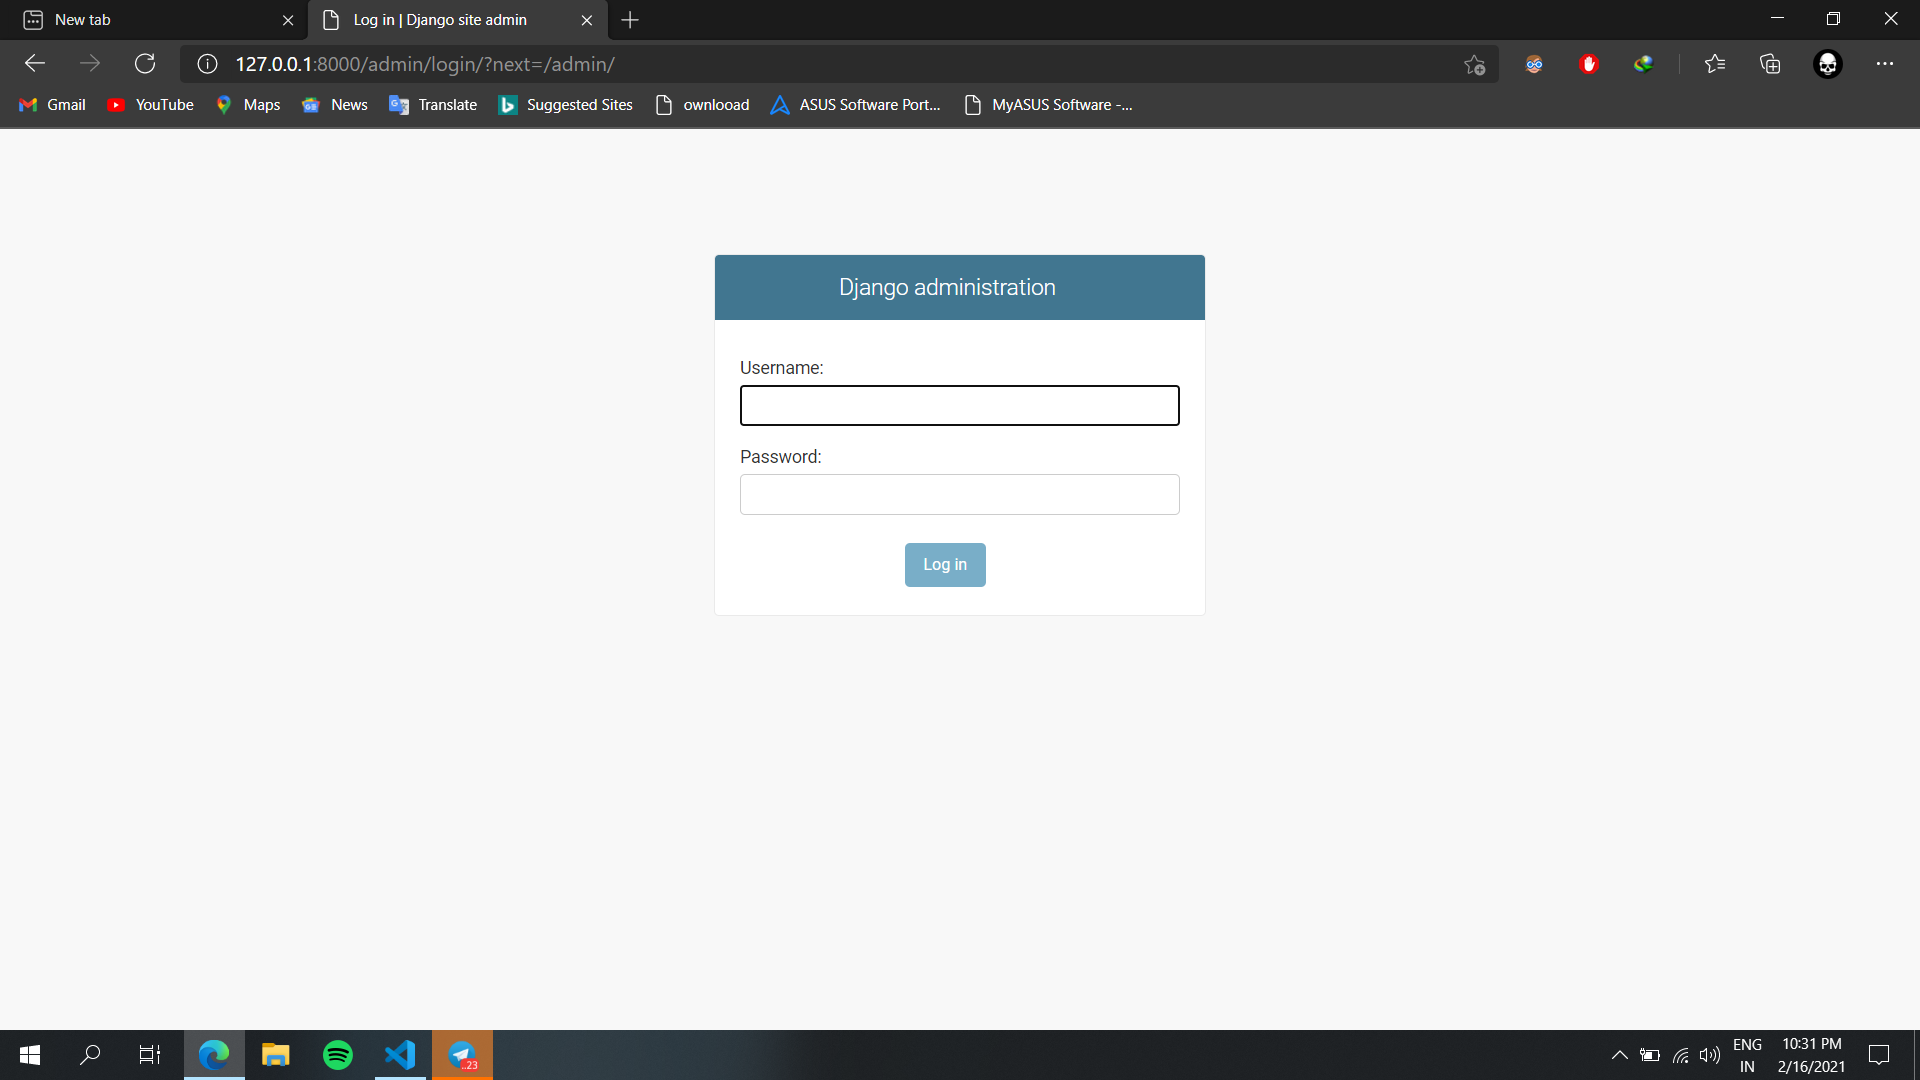 New tab
Log in | Django site admin
127.0.0.1:8000/admin/login/?next=/admin/
Gmail
YouTube
Maps
News
Translate
Suggested Sites
ownlooad
ASUS Software Port...
MyASUS Software -...
Django administration
Username:
Password:
Log in
..23
ENG
IN
10:31 PM
2/16/2021